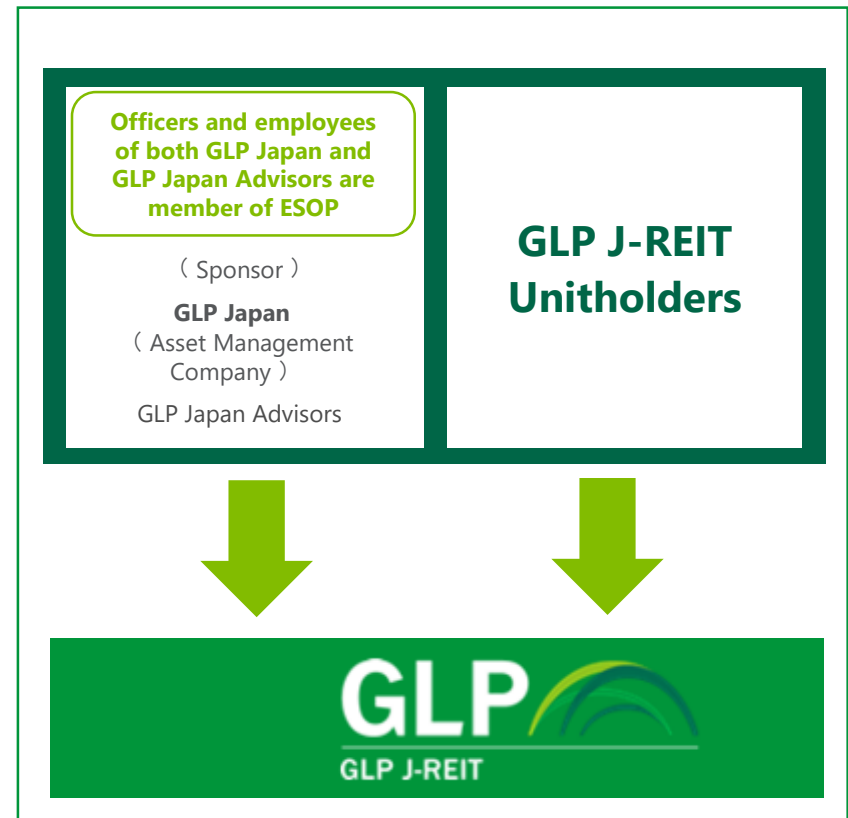 Officers and employees
of both GLP Japan and
GLP Japan Advisors are
member of ESOP
（ Sponsor ）
GLP Japan
（ Asset Management
Company ）
GLP Japan Advisors
GLP J-REIT
Unitholders
GLP
GLP J-REIT